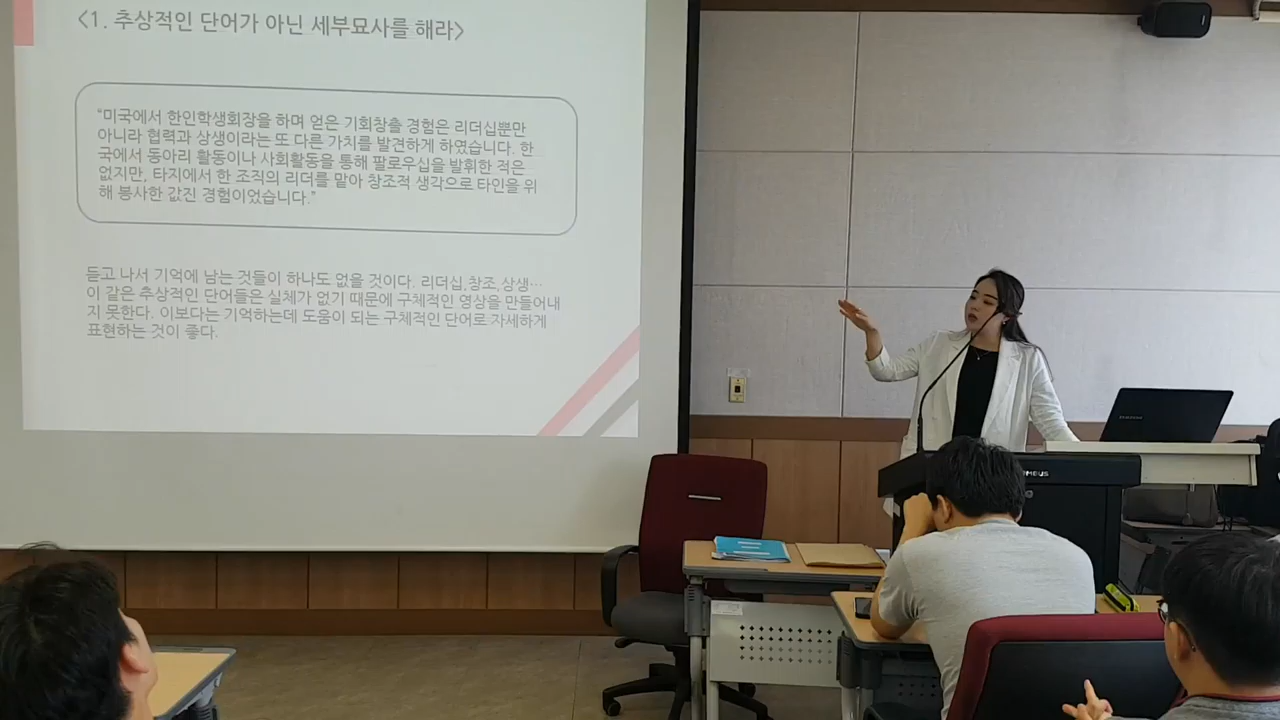 <1. 추상적인 단어가 아닌 세부묘사를 해라>
“미국에서 한인학생회장을 하며 얻은 기회창출 경험은 리더십뿐만
아니라 협력과 상생이라는 또 다른 가치를 발견하게 하였습니다. 한
국에서 동아리 활동이나 사회활동을 통해 팔로우십을 발휘한 적은
없지만, 타지에서 한 조직의 리더를 맡아 창조적 생각으로 타인을 위
해 봉사한 값진 경험이었습니다.”
듣고 나서 기억에 남는 것들이 하나도 없을 것이다. 리더십, 창조, 상생…
이 같은 추상적인 단어들은 실체가 없기 때문에 구체적인 영상을 만들어내
지 못한다. 이보다는 기억하는데 도움이 되는 구체적인 단어로 자세하게
표현하는 것이 좋다.
SAMSUNG